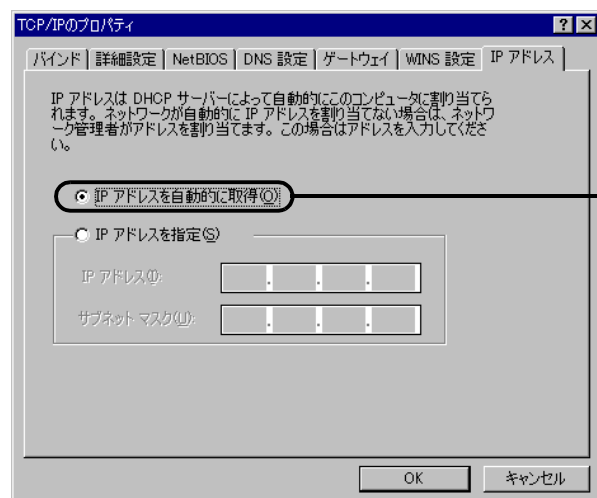 TCP/IPのプロパティ
バインド 詳細設定 NetBIOS DNS 設定 ゲートウェイ WINS 設定 IP アドレス
IP アドレスは DHCP サーバーによって自動的にこのコンピュータに割り当てら
れます。ネットワークが自動的に IP アドレスを割り当てない場合は、ネットワ
ーク管理者がアドレスを割り当てます。この場合はアドレスを入力してくださ
い。
IP アドレスを自動的に取得(O)
IP アドレスを指定(S)
IP アドレス(I):
サブネット マスク(U):
OK キャンセル